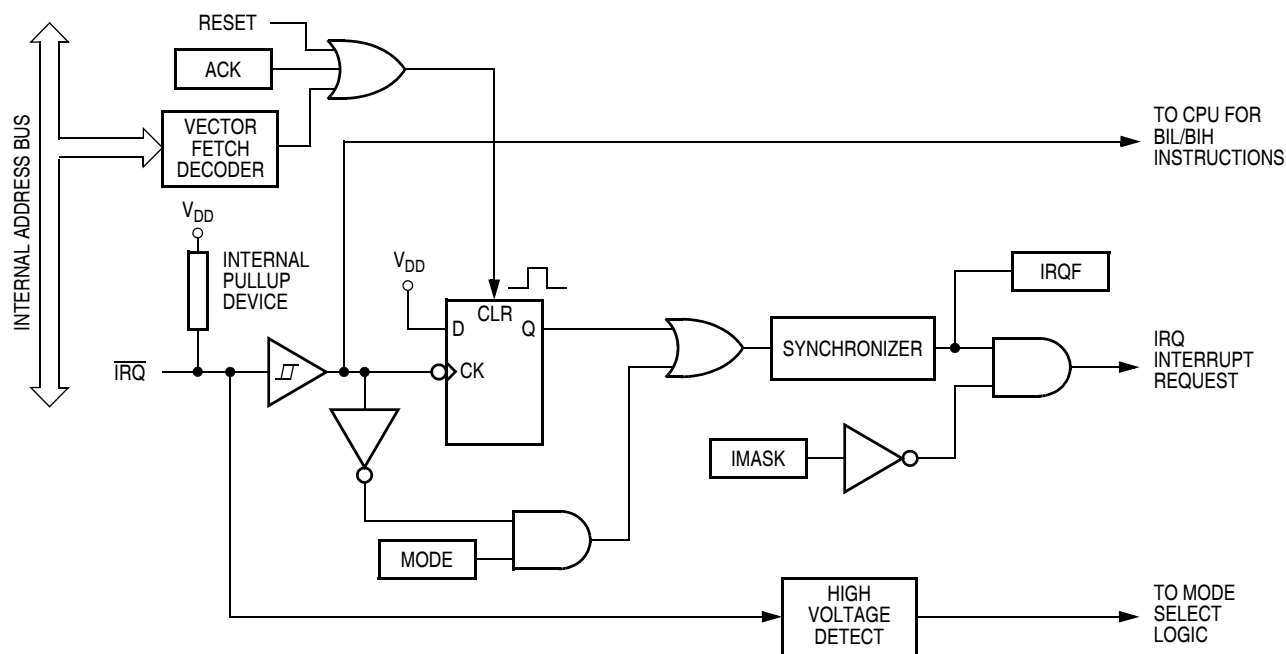 RESET
ACK
INTERNAL ADDRESS BUS
VECTOR
FETCH
DECODER
TO CPU FOR
BIL/BIH
INSTRUCTIONS
VDD
INTERNAL
PULLUP
DEVICE
VDD
CLR
D
Q
CK
IRQF
SYNCHRONIZER
IRQ
INTERRUPT
REQUEST
IRQ
IMASK
MODE
HIGH
VOLTAGE
DETECT
TO MODE
SELECT
LOGIC